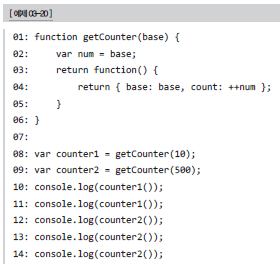 [예제 03-20]
01: function getCounter(base) {
02:     var num = base;
03:     return function() {
04:         return { base: base, count: ++num };
05:     }
06: }
07:
08: var counter1 = getCounter(10);
09: var counter2 = getCounter(500);
10: console.log(counter1());
11: console.log(counter1());
12: console.log(counter2());
13: console.log(counter2());
14: console.log(counter2());